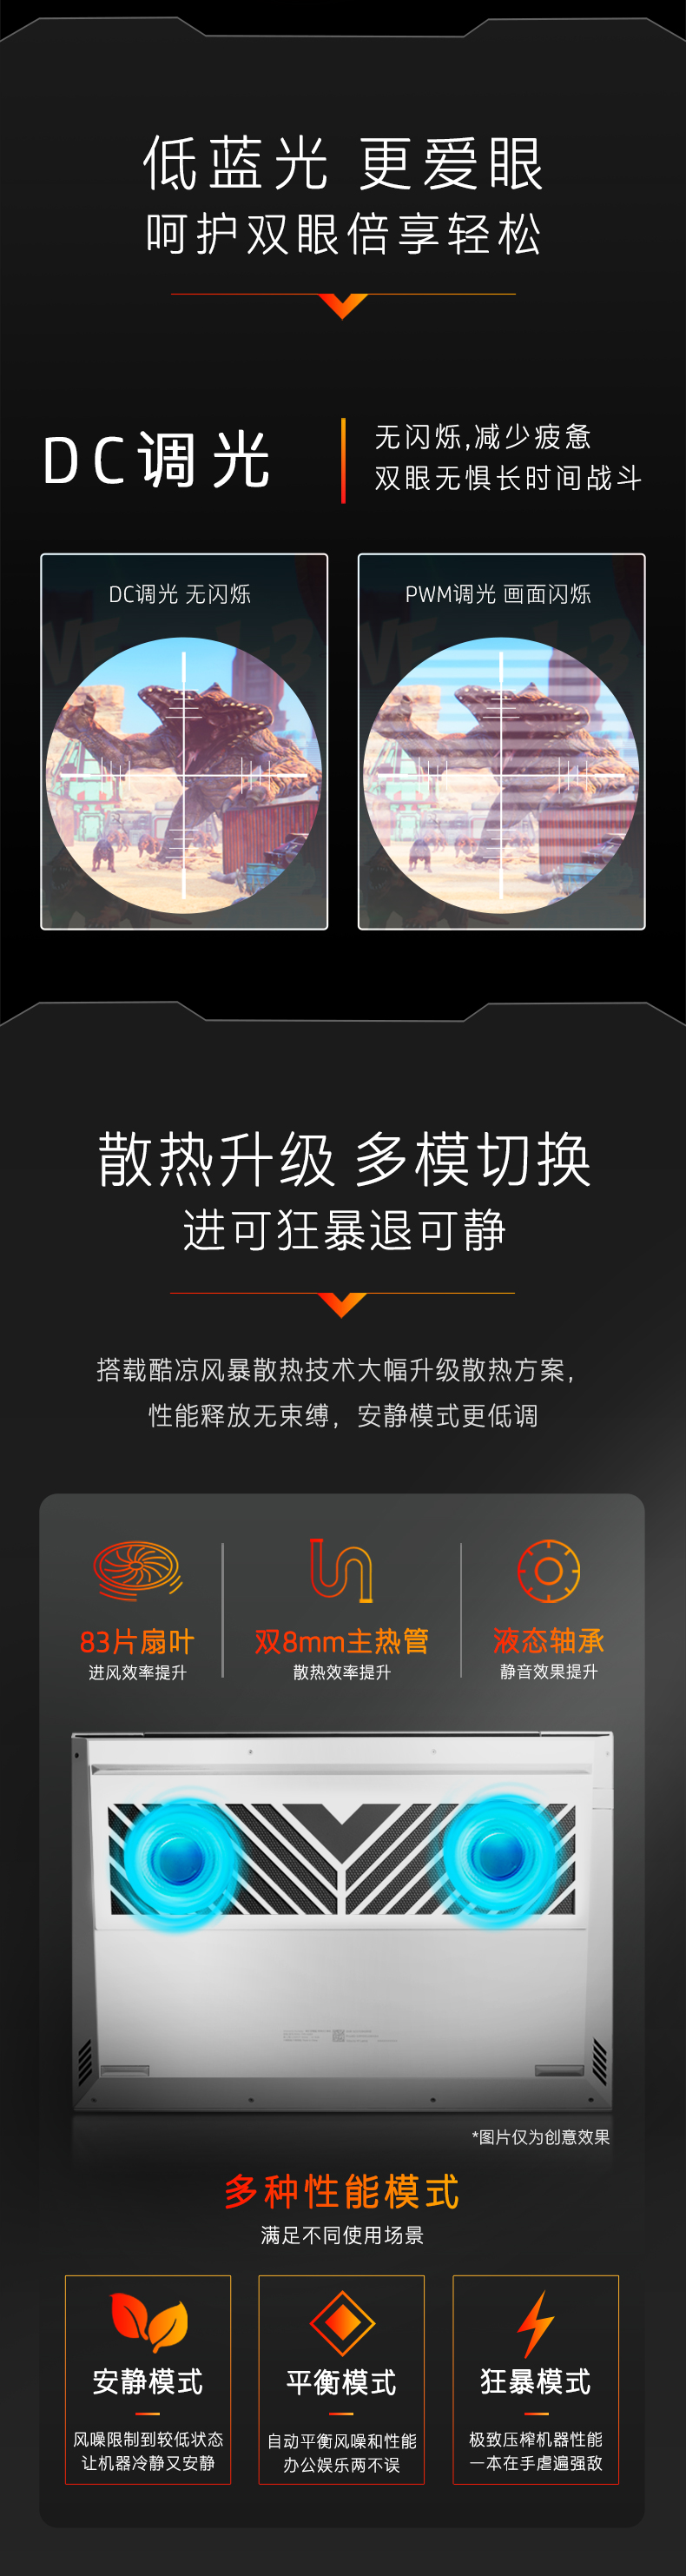 低蓝光 更爱眼
呵护双眼倍享轻松
DC调光
无闪烁,减少疲惫
双眼无惧长时间战斗
DC调光 无闪烁
PWM调光 画面闪烁
散热升级 多模切换
进可狂暴退可静
搭载酷凉风暴散热技术大幅升级散热方案，
性能释放无束缚，安静模式更低调
83片扇叶
进风效率提升
双8mm主热管
散热效率提升
液态轴承
静音效果提升
*图片仅为创意效果
多种性能模式
满足不同使用场景
安静模式
风噪限制到较低状态
让机器冷静又安静
平衡模式
自动平衡风噪和性能
办公娱乐两不误
狂暴模式
极致压榨机器性能
一本在手虐遍强敌